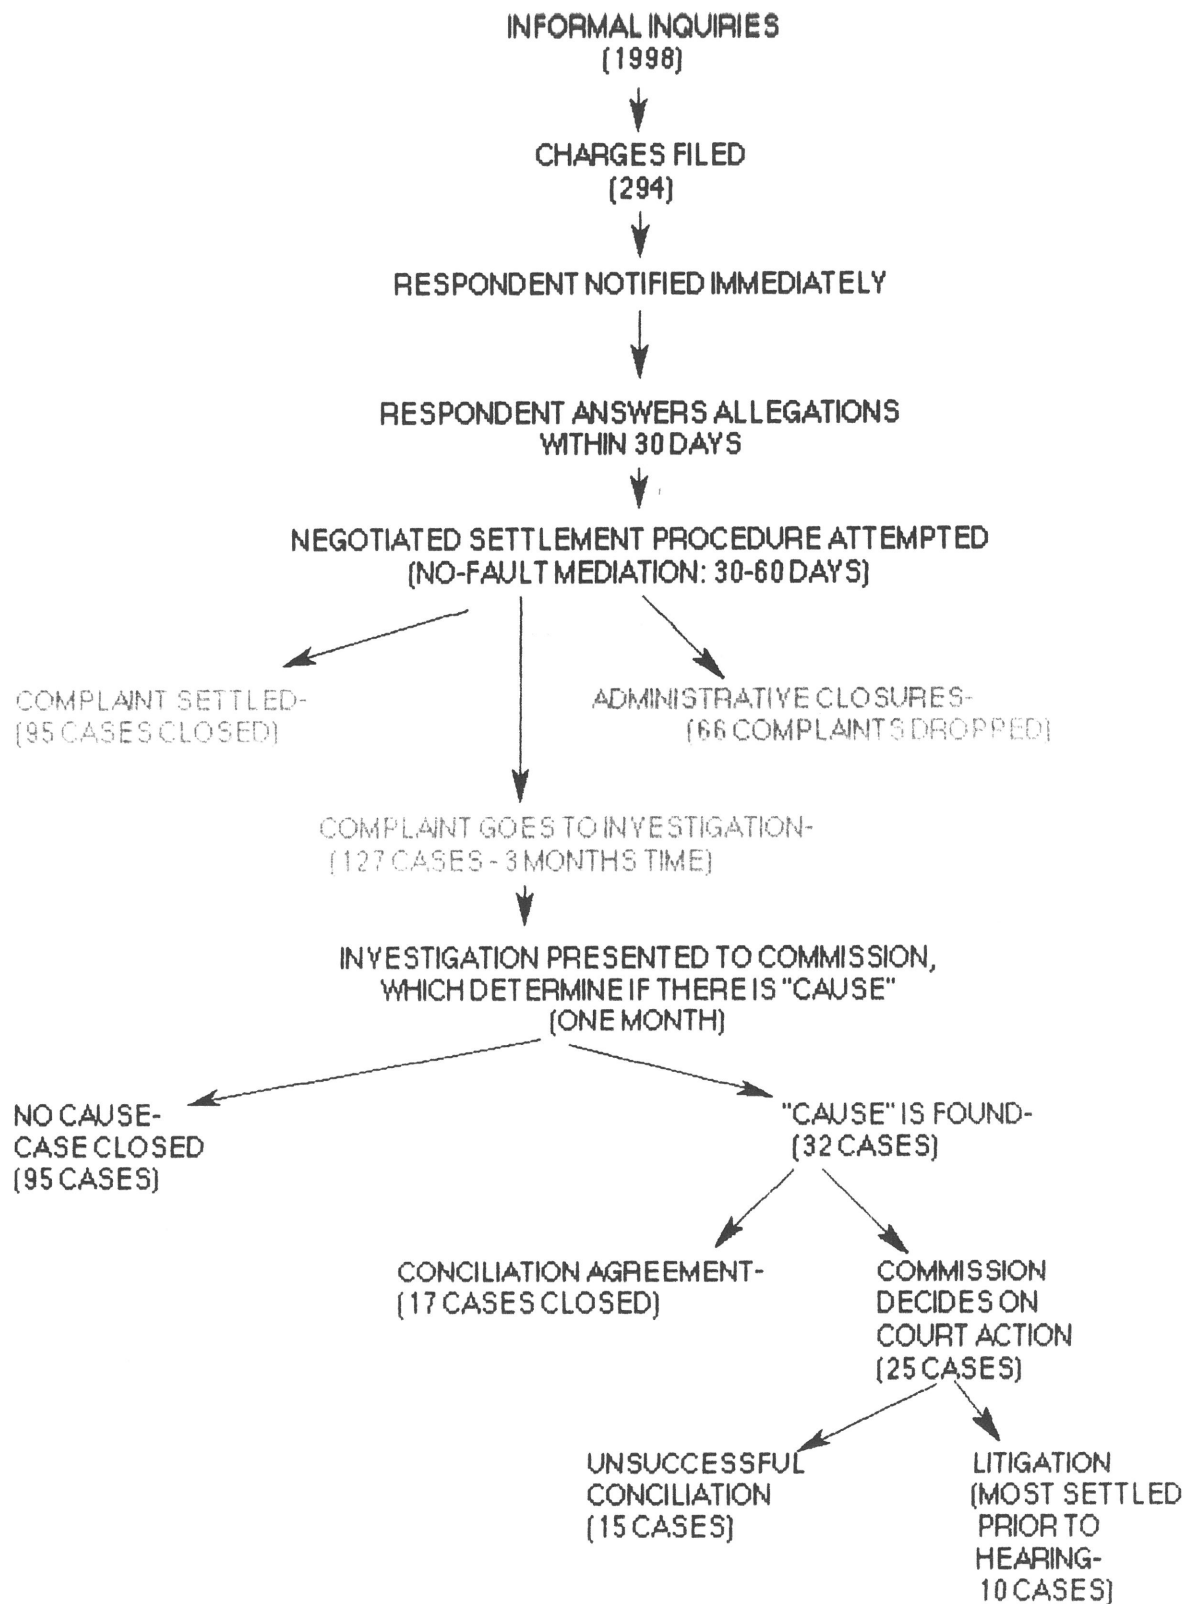 INFORMAL INQUIRIES
(1998)
CHARGES FILED
(294)
RESPONDENT NOTIFIED IMMEDIATELY
RESPONDENT ANSWERS ALLEGATIONS
WITHIN 30 DAYS
NEGOTIATED SETTLEMENT PROCEDURE ATTEMPTED
(NO-FAULT MEDIATION: 30-60 DAYS)
COMPLAINT SETTLED-
(95 CASES CLOSED)
ADMINISTRATIVE CLOSURES-
(66 COMPLAINTS DROPPED)
COMPLAINT GOES TO INVESTIGATION-
(127 CASES - 3 MONTHS TIME)
INVESTIGATION PRESENTED TO COMMISSION,
WHICH DETERMINE IF THERE IS "CAUSE"
(ONE MONTH)
NO CAUSE-
CASE CLOSED
(95 CASES)
"CAUSE" IS FOUND-
(32 CASES)
CONCILIATION AGREEMENT-
(17 CASES CLOSED)
COMMISSION
DECIDES ON
COURT ACTION
(25 CASES)
UNSUCCESSFUL
CONCILIATION
(15 CASES)
LITIGATION
(MOST SETTLED
PRIOR TO
HEARING-
10 CASES)